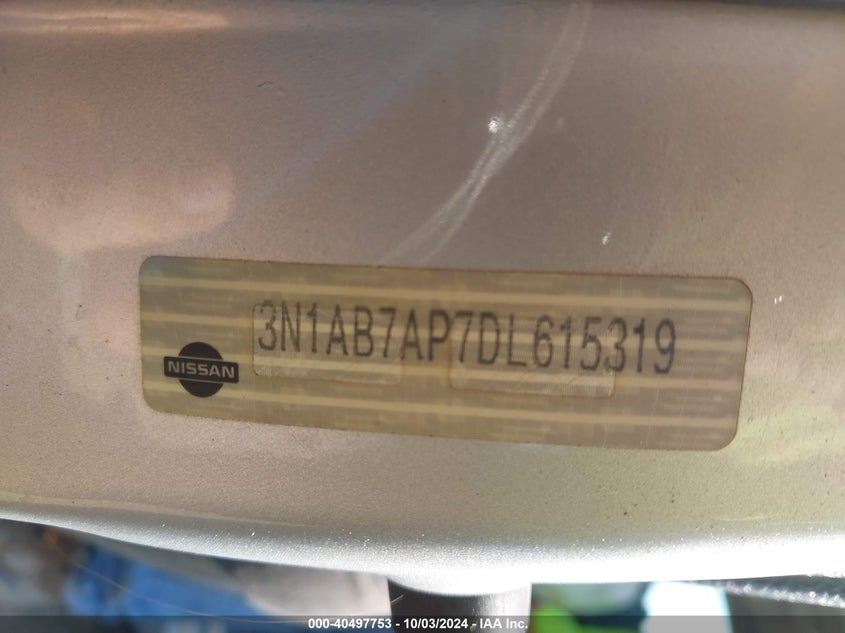 3N1AB7AP7DL615319
NISSAN
000-40497753 - 10/03/2024 - IAA Inc.